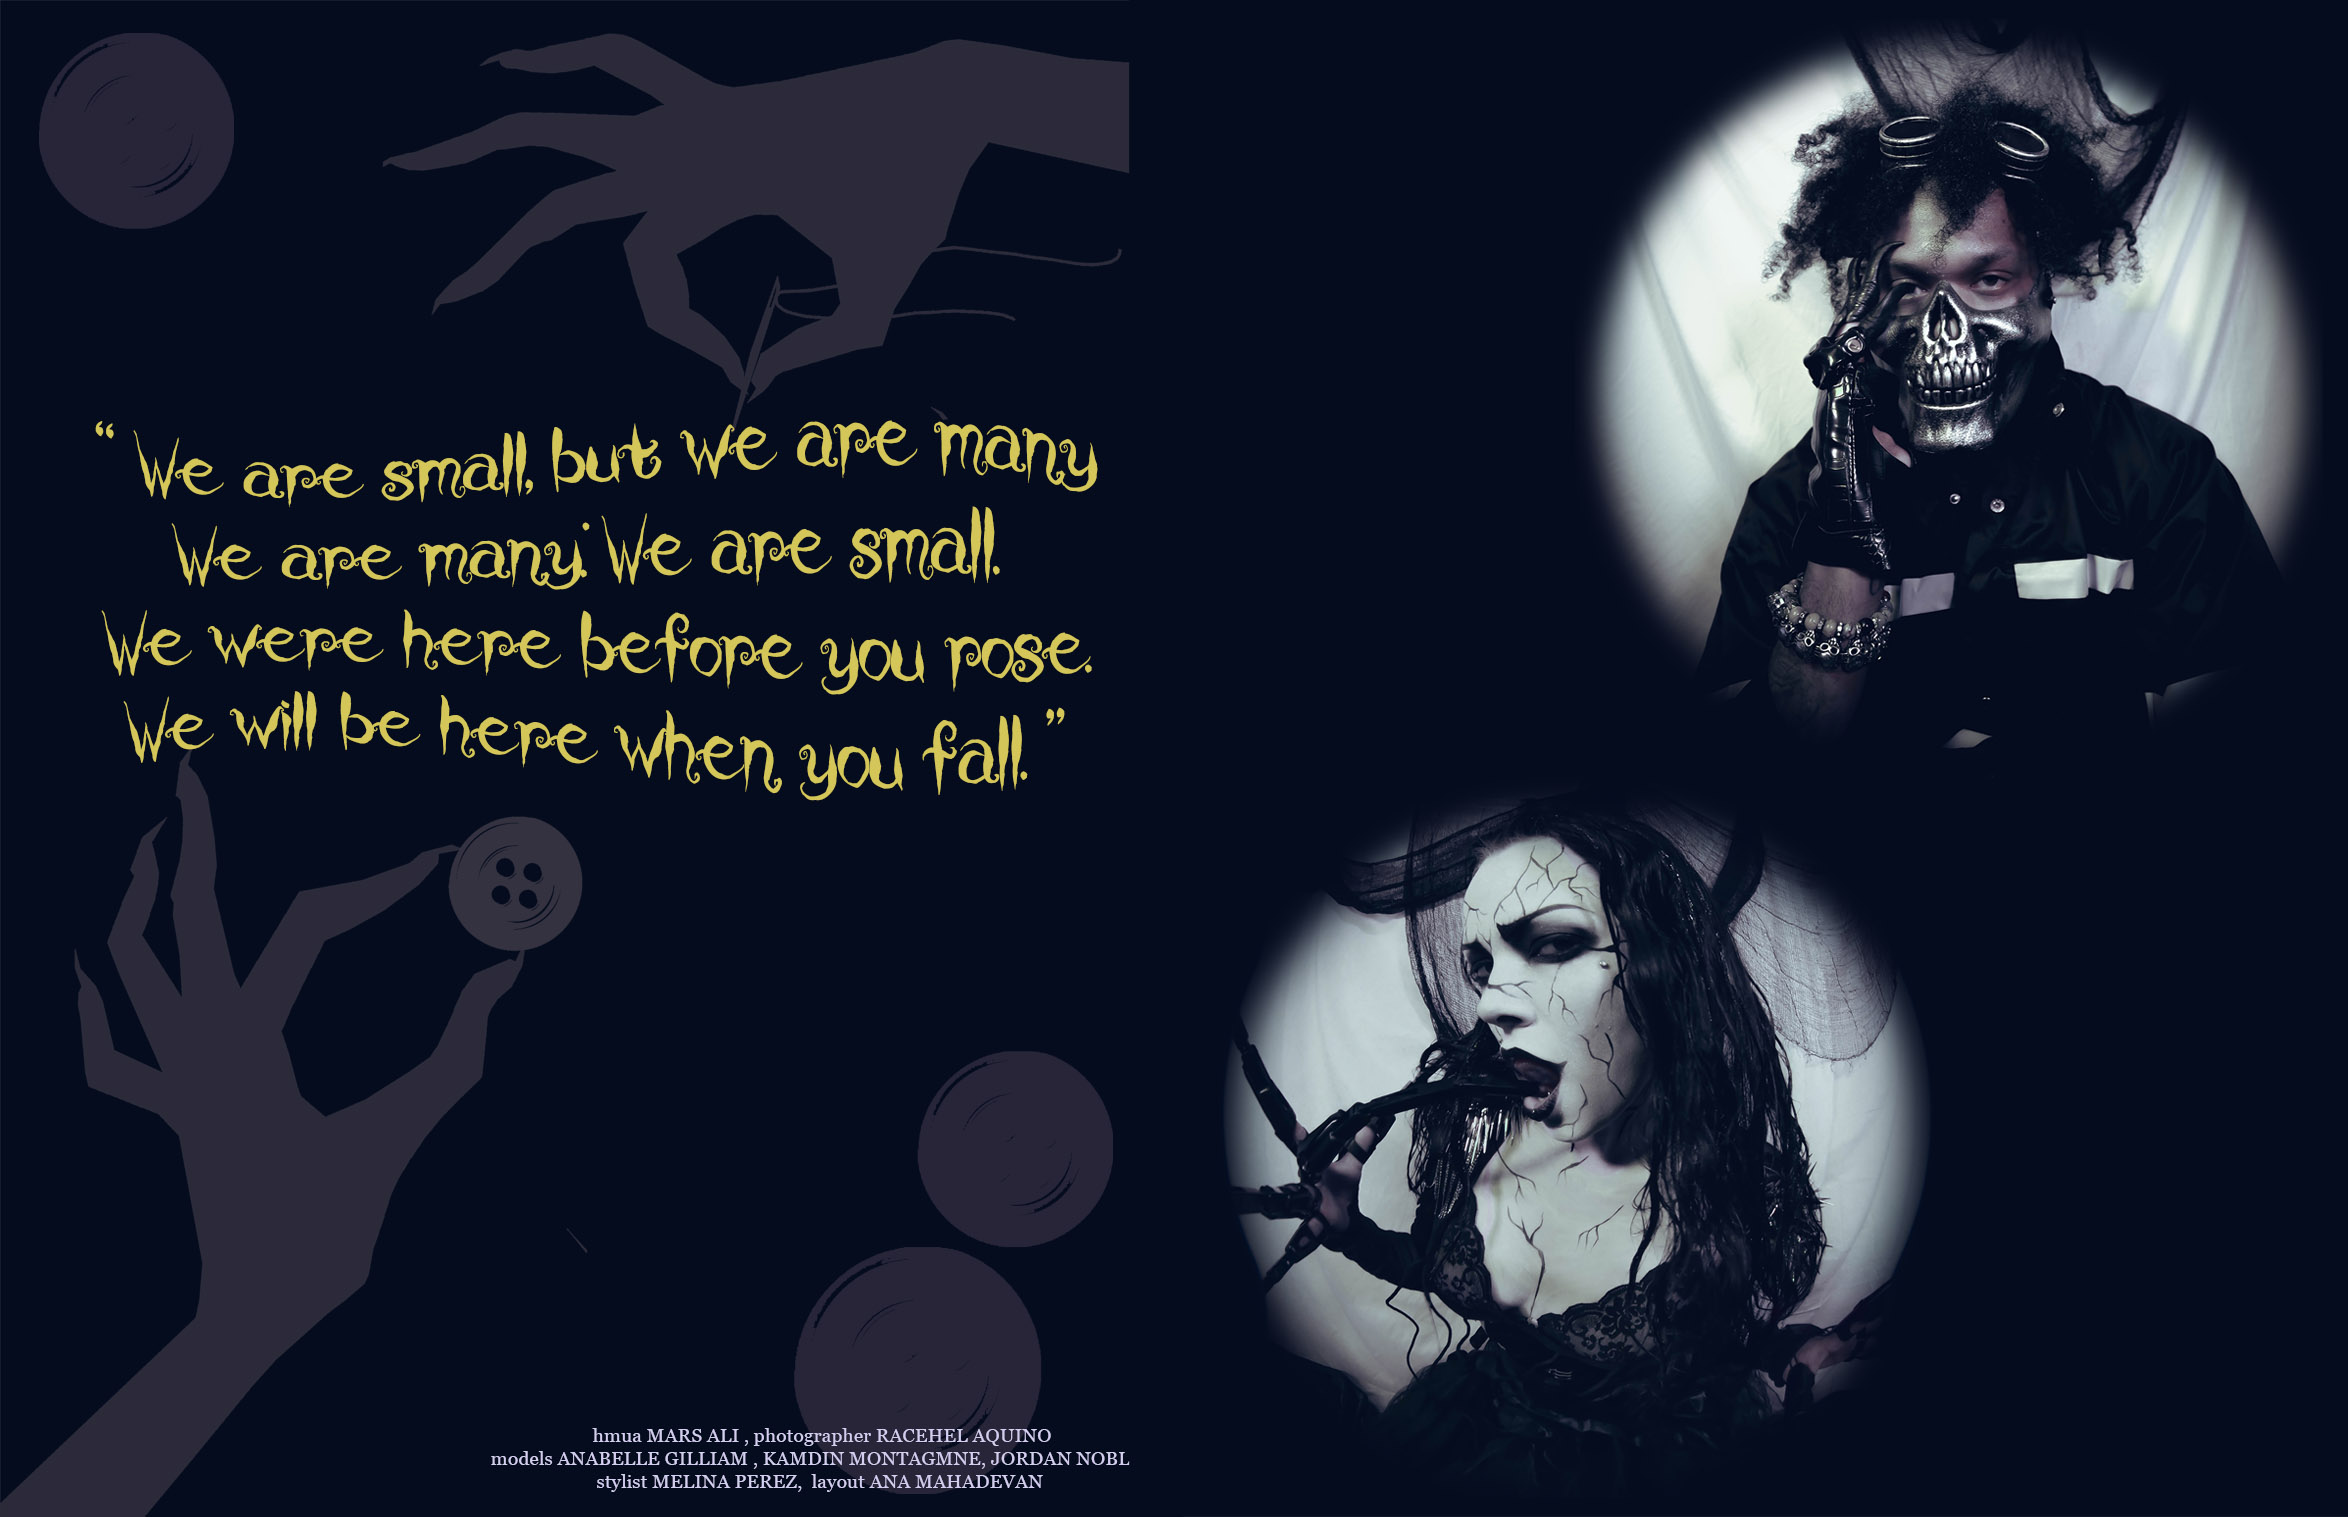 “ We are small, but we are many
We are many. We are small.
We were here before you rose.
We will be here when you fall. ”
hmua MARS ALI , photographer RACEHEL AQUINO
models ANABELLE GILLIAM , KAMDIN MONTAGMNE, JORDAN NOBL
stylist MELINA PEREZ, layout ANA MAHADEVAN